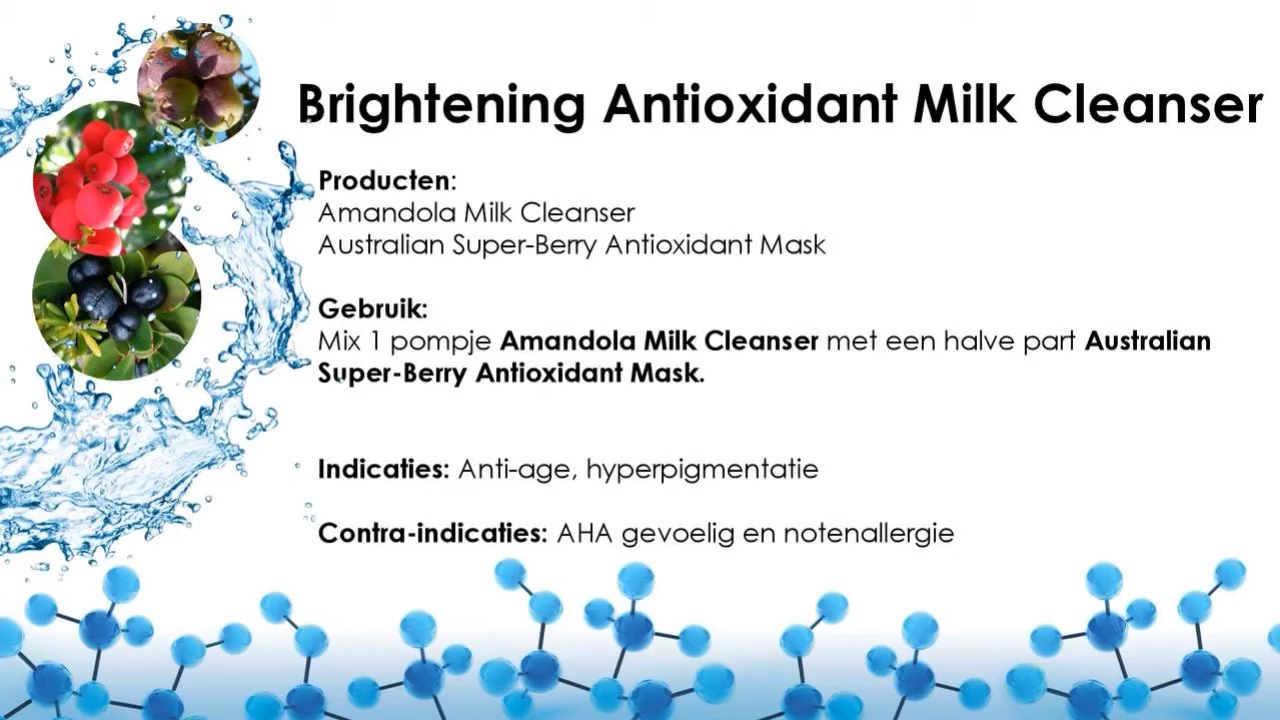 Brightening Antioxidant Milk Cleanser
Producten:
Amandola Milk Cleanser
Australian Super-Berry Antioxidant Mask
Gebruik:
Mix 1 pompje Amandola Milk Cleanser met een halve part Australian
Super-Berry Antioxidant Mask.
Indicaties: Anti-age, hyperpigmentatie
Contra-indicaties: AHA gevoelig en notenallergie